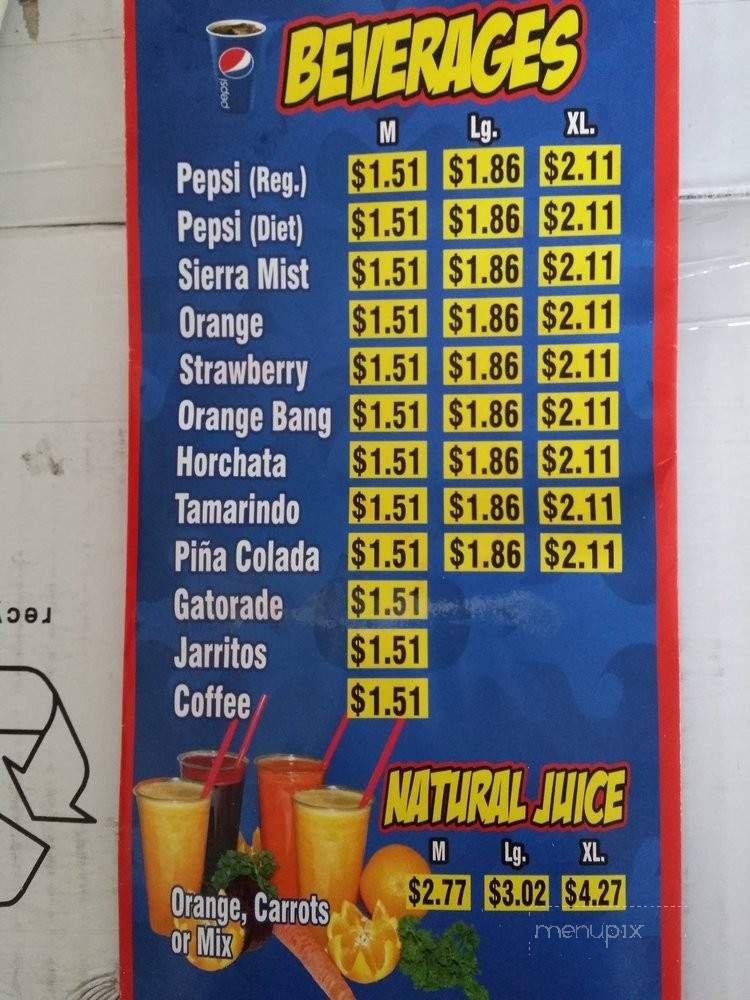 pepsi
BEVERAGES
M Lg. XL.
Pepsi (Reg.) $1.51 $1.86 $2.11
Pepsi (Diet) $1.51 $1.86 $2.11
Sierra Mist $1.51 $1.86 $2.11
Orange $1.51 $1.86 $2.11
Strawberry $1.51 $1.86 $2.11
Orange Bang $1.51 $1.86 $2.11
Horchata $1.51 $1.86 $2.11
Tamarindo $1.51 $1.86 $2.11
Piña Colada $1.51 $1.86 $2.11
Gatorade $1.51
Jarritos $1.51
Coffee $1.51
NATURAL JUICE
M Lg. XL.
$2.77 $3.02 $4.27
Orange, Carrots
or Mix
menupix